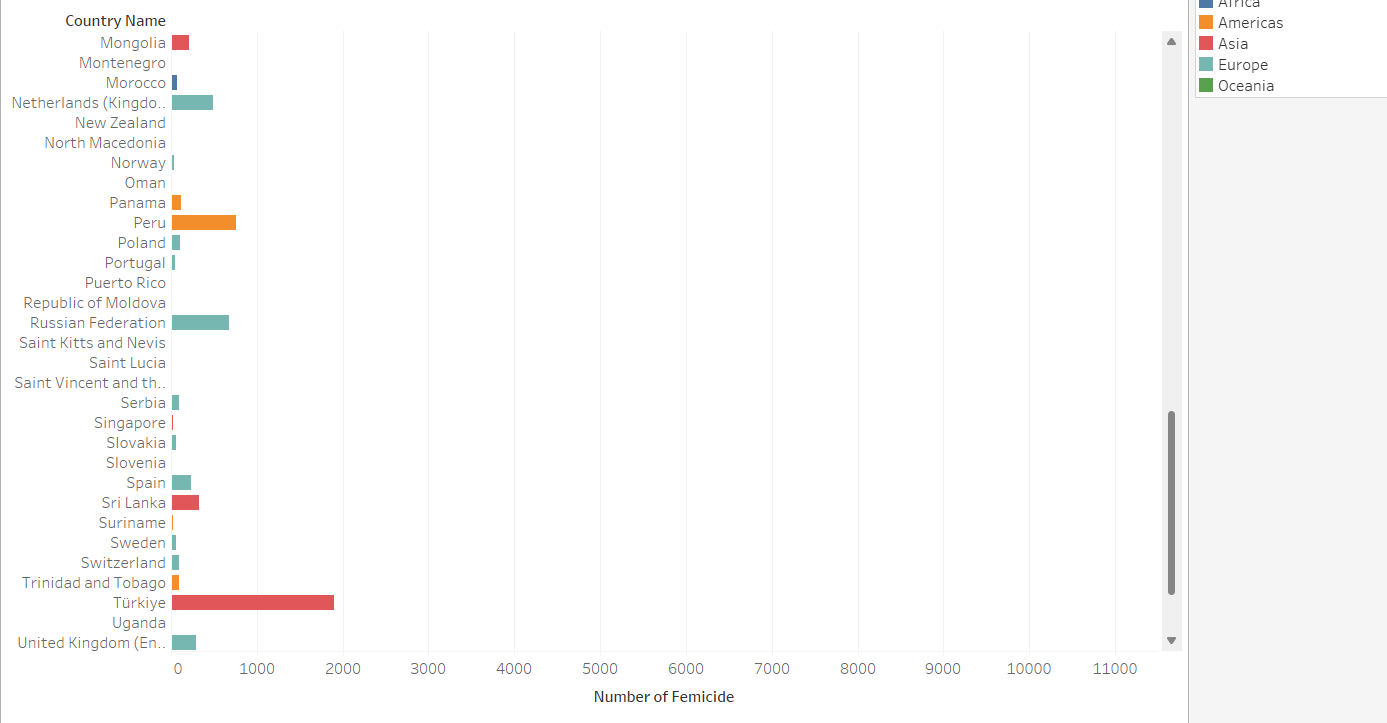 Country Name
Mongolia
Montenegro
Morocco
Netherlands (Kingdo..
New Zealand
North Macedonia
Norway
Oman
Panama
Peru
Poland
Portugal
Puerto Rico
Republic of Moldova
Russian Federation
Saint Kitts and Nevis
Saint Lucia
Saint Vincent and th..
Serbia
Singapore
Slovakia
Slovenia
Spain
Sri Lanka
Suriname
Sweden
Switzerland
Trinidad and Tobago
Türkiye
Uganda
United Kingdom (En..
0 1000 2000 3000 4000 5000 6000 7000 8000 9000 10000 11000
Number of Femicide
Africa
Americas
Asia
Europe
Oceania